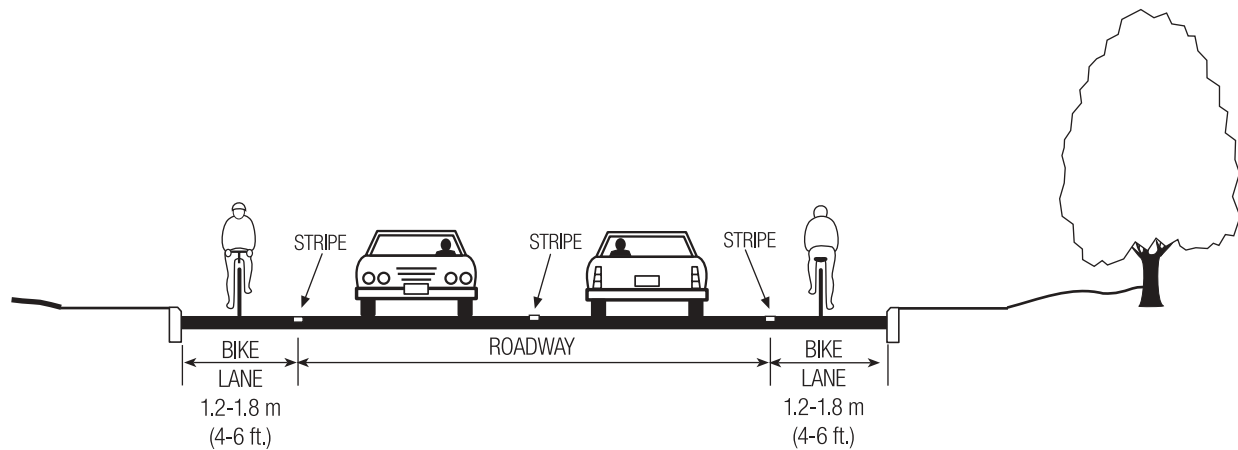 STRIPE
STRIPE
STRIPE
BIKE
LANE
1.2-1.8 m
(4-6 ft.)
ROADWAY
BIKE
LANE
1.2-1.8 m
(4-6 ft.)